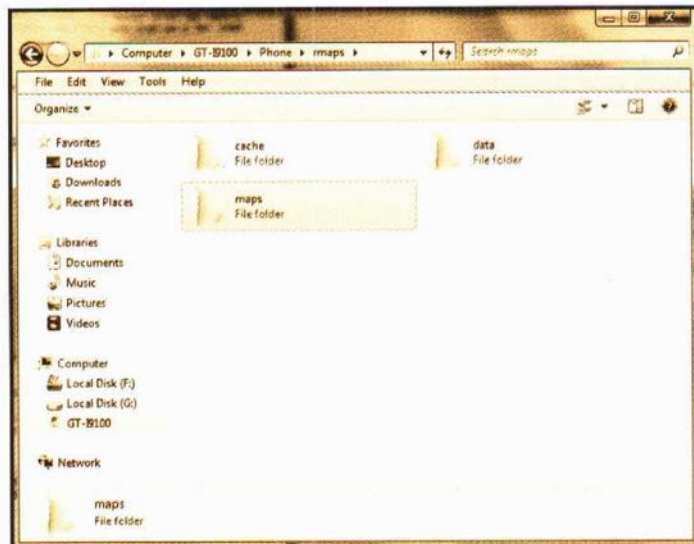 Computer ▸ GT-I9100 ▸ Phone ▸ rmaps ▸ Search rmaps
File Edit View Tools Help
Organize
Favorites
Desktop
Downloads
Recent Places
Libraries
Documents
Music
Pictures
Videos
Computer
Local Disk (F:)
Local Disk (G:)
GT-I9100
Network
cache
File folder
data
File folder
maps
File folder
maps
File folder